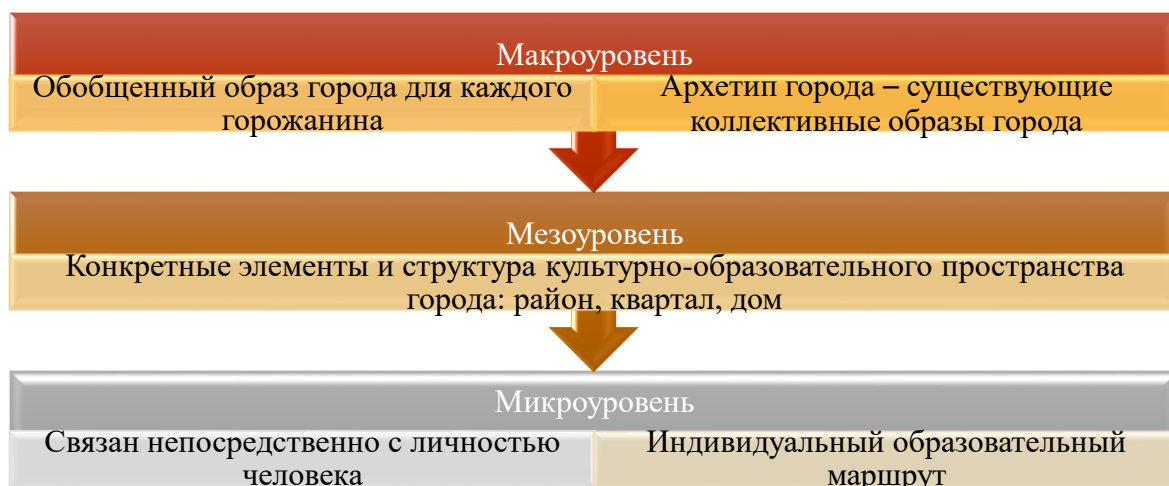 Макроуровень
Обобщенный образ города для каждого
горожанина
Архетип города – существующие
коллективные образы города
Мезоуровень
Конкретные элементы и структура культурно-образовательного пространства
города: район, квартал, дом
Микроуровень
Связан непосредственно с личностью
человека
Индивидуальный образовательный
маршрут